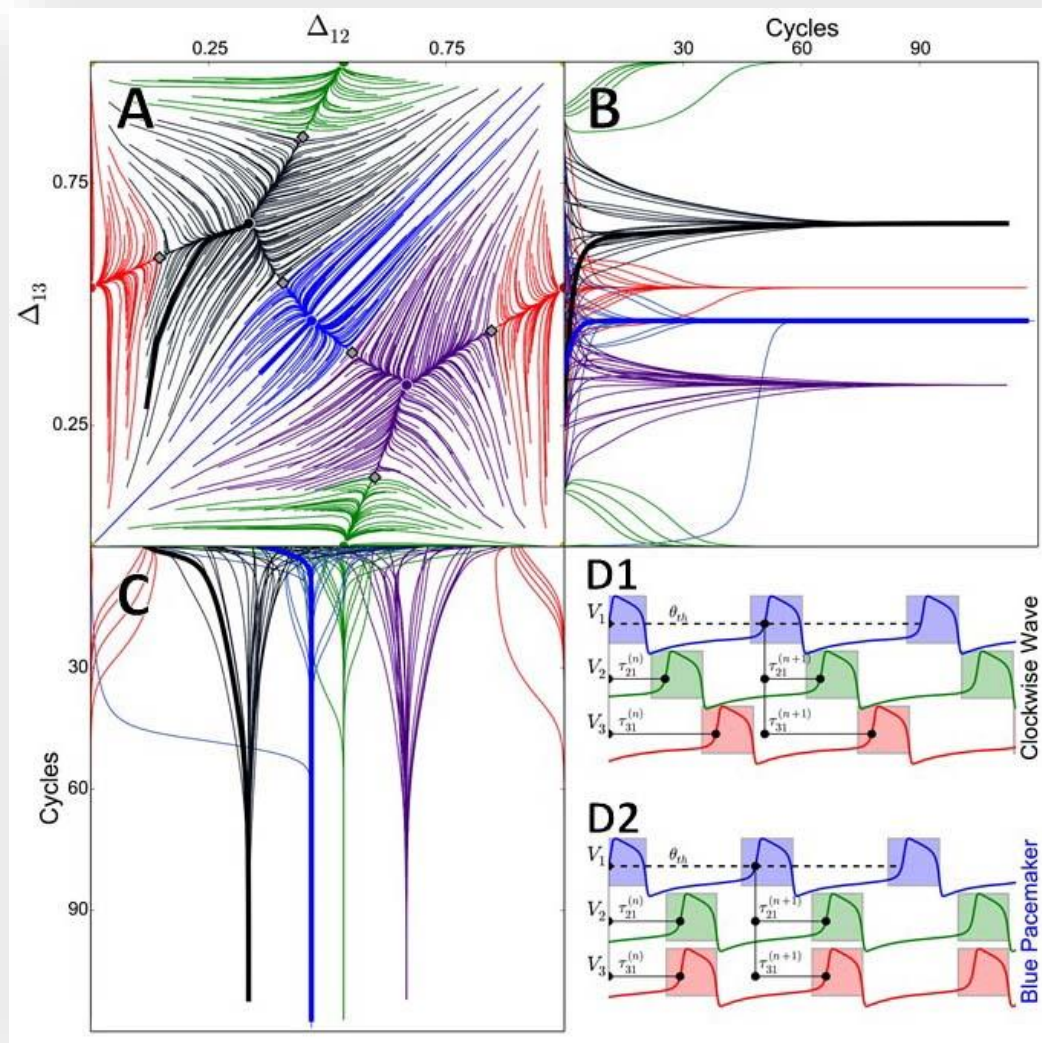 Δ₁₂
Cycles
0.25 0.75 30 60 90
A B
0.75
Δ₁₃
0.25
C
30
Cycles
60
90
D1
V₁ θ_th
V₂ τ₂₁⁽ⁿ⁾ τ₂₁⁽ⁿ⁺¹⁾
V₃ τ₃₁⁽ⁿ⁾ τ₃₁⁽ⁿ⁺¹⁾
Clockwise Wave
D2
V₁ θ_th
V₂ τ₂₁⁽ⁿ⁾ τ₂₁⁽ⁿ⁺¹⁾
V₃ τ₃₁⁽ⁿ⁾ τ₃₁⁽ⁿ⁺¹⁾
Blue Pacemaker